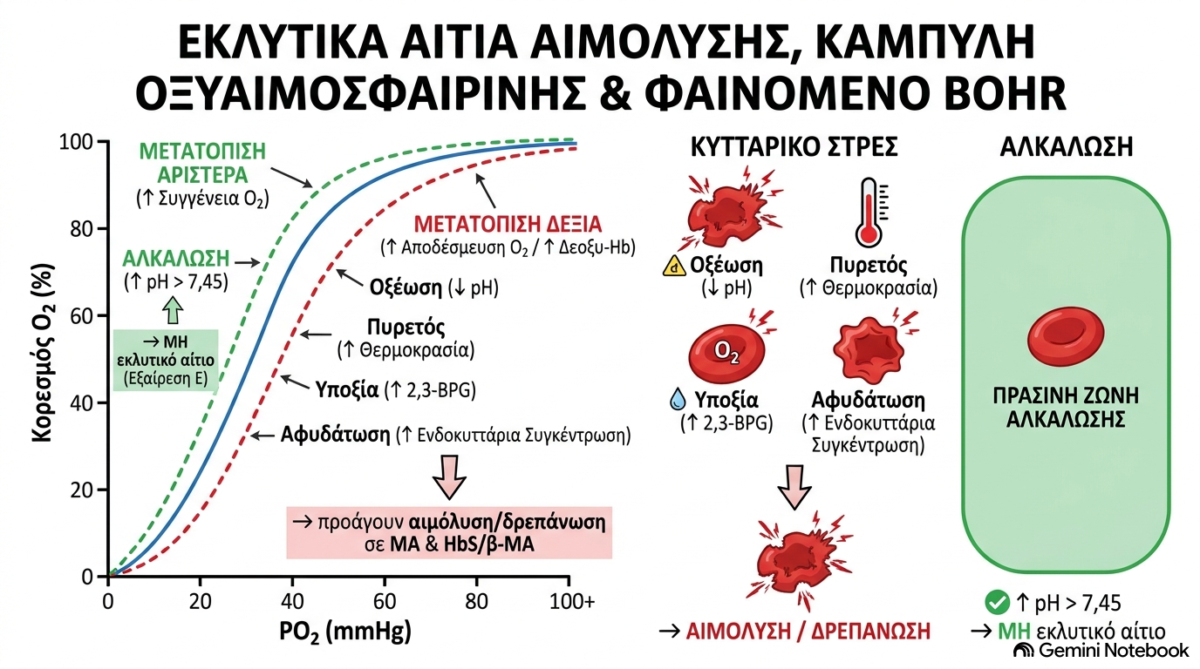 ΕΚΛΥΤΙΚΑ ΑΙΤΙΑ ΑΙΜΟΛΥΣΗΣ, ΚΑΜΠΥΛΗ
ΟΞΥΑΙΜΟΣΦΑΙΡΙΝΗΣ & ΦΑΙΝΟΜΕΝΟ BOHR
Κορεσμός O₂ (%)
100
80
60
40
20
0
0
20
40
60
80
100+
PO₂ (mmHg)
ΜΕΤΑΤΟΠΙΣΗ
ΑΡΙΣΤΕΡΑ
(↑ Συγγένεια O₂)
ΑΛΚΑΛΩΣΗ
(↑ pH > 7,45)
→ ΜΗ
εκλυτικό αίτιο
(Εξαίρεση Ε)
ΜΕΤΑΤΟΠΙΣΗ ΔΕΞΙΑ
(↑ Αποδέσμευση O₂ / ↑ Δεοξυ-Hb)
Οξέωση (↓ pH)
Πυρετός
(↑ Θερμοκρασία)
Υποξία (↑ 2,3-BPG)
Αφυδάτωση (↑ Ενδοκυττάρια Συγκέντρωση)
→ προάγουν αιμόλυση/δρεπάνωση
σε ΜΑ & HbS/β-ΜΑ
ΚΥΤΤΑΡΙΚΟ ΣΤΡΕΣ
Οξέωση
(↓ pH)
Πυρετός
(↑ Θερμοκρασία)
O₂
Υποξία
(↑ 2,3-BPG)
Αφυδάτωση
(↑ Ενδοκυττάρια
Συγκέντρωση)
→ ΑΙΜΟΛΥΣΗ / ΔΡΕΠΑΝΩΣΗ
ΑΛΚΑΛΩΣΗ
ΠΡΑΣΙΝΗ ΖΩΝΗ
ΑΛΚΑΛΩΣΗΣ
↑ pH > 7,45
→ ΜΗ εκλυτικό αίτιο
Gemini Notebook